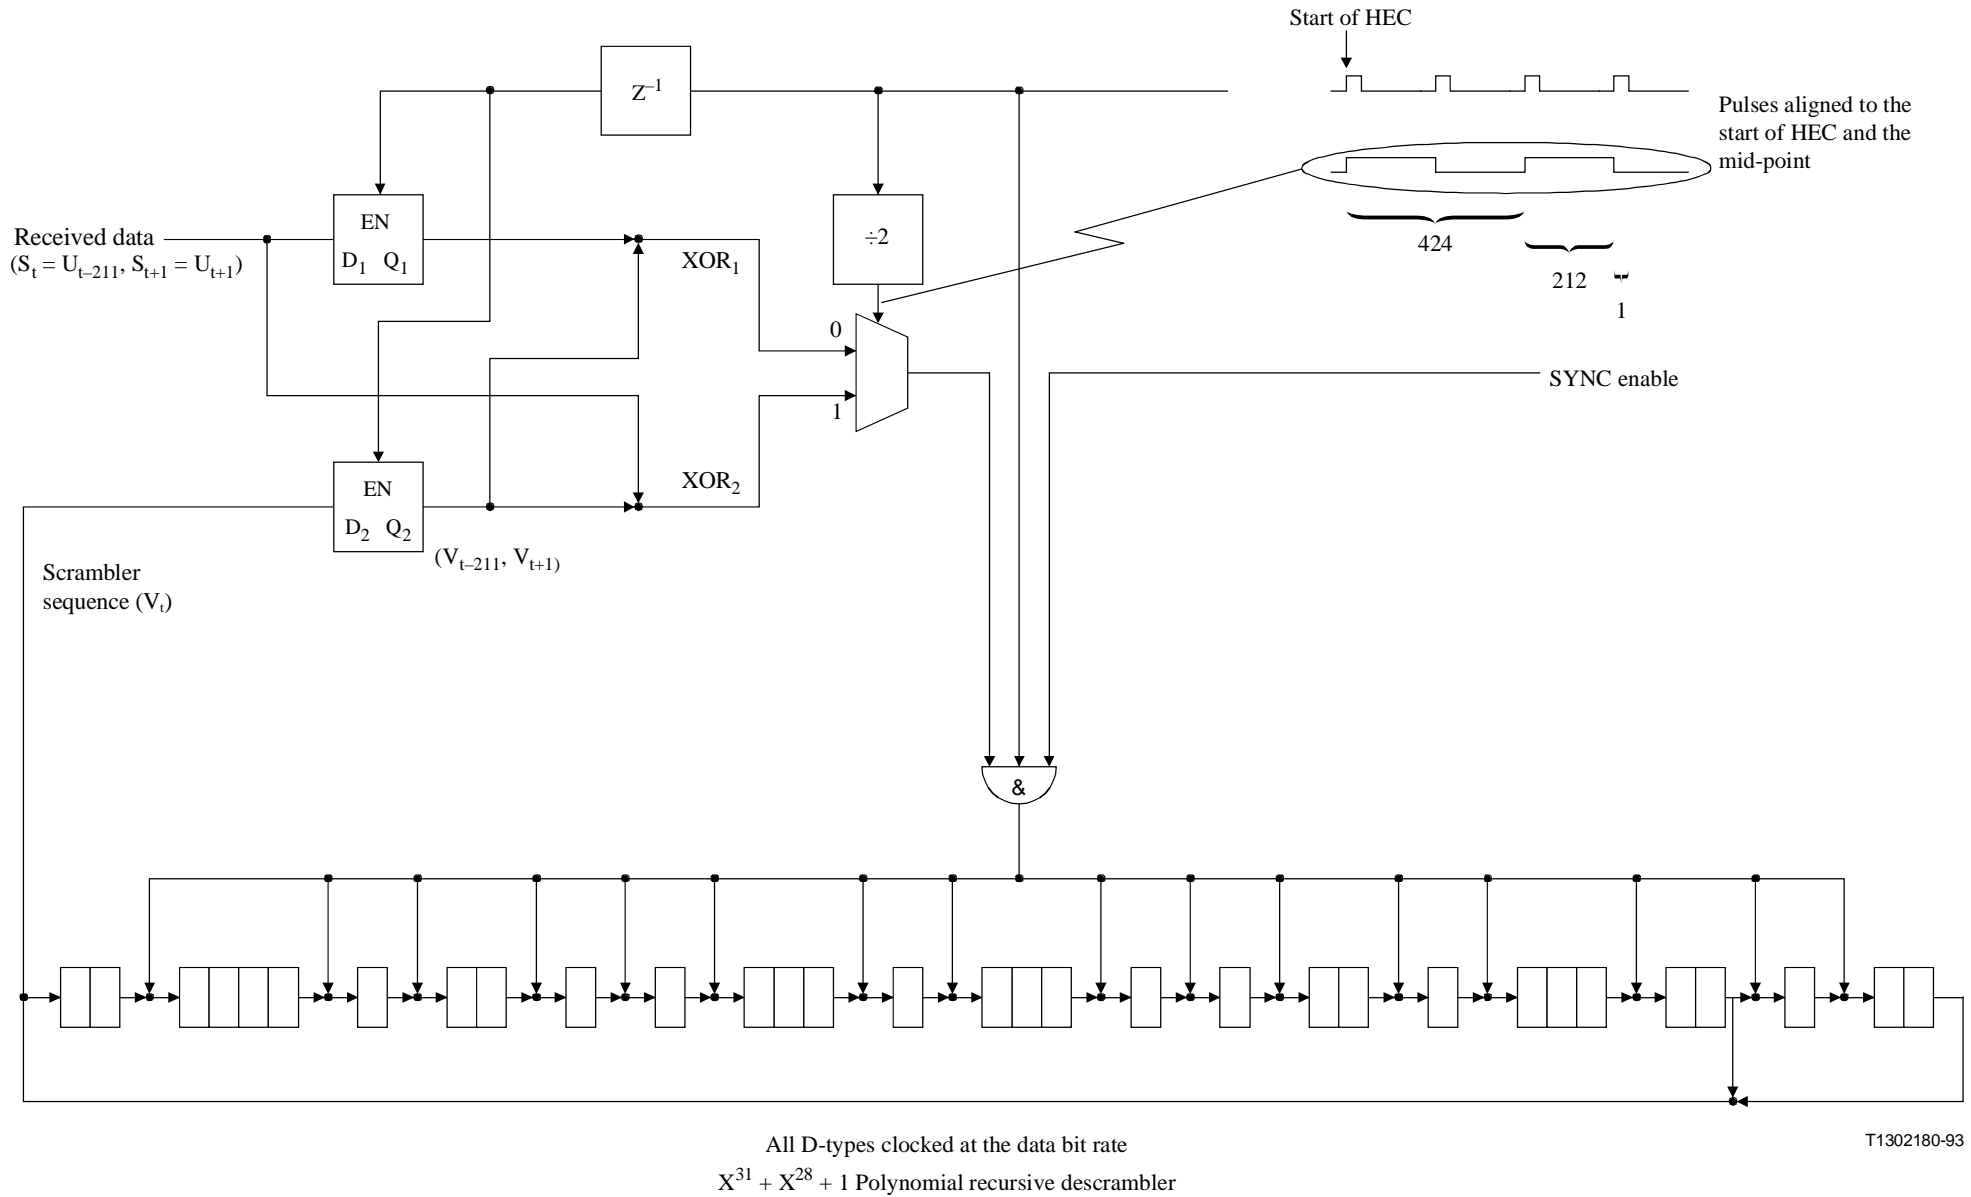 Start of HEC
Z⁻¹
Pulses aligned to the
start of HEC and the
mid-point
EN
D₁ Q₁
Received data
(Sₜ = Uₜ₋₂₁₁, Sₜ₊₁ = Uₜ₊₁)
XOR₁
÷2
424
212
1
0
1
SYNC enable
XOR₂
EN
D₂ Q₂
(Vₜ₋₂₁₁, Vₜ₊₁)
Scrambler
sequence (Vₜ)
&
All D-types clocked at the data bit rate
X³¹ + X²⁸ + 1 Polynomial recursive descrambler
T1302180-93